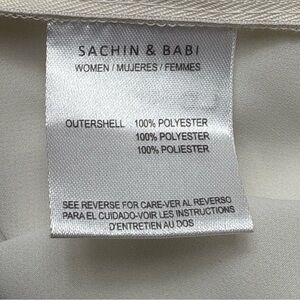 SACHIN & BABI
WOMEN / MUJERES / FEMMES
OUTERSHELL 100% POLYESTER
100% POLYESTER
100% POLIESTER
SEE REVERSE FOR CARE-VER AL REVERSO
PARA EL CUIDADO-VOIR LES INSTRUCTIONS
D'ENTRETIEN AU DOS